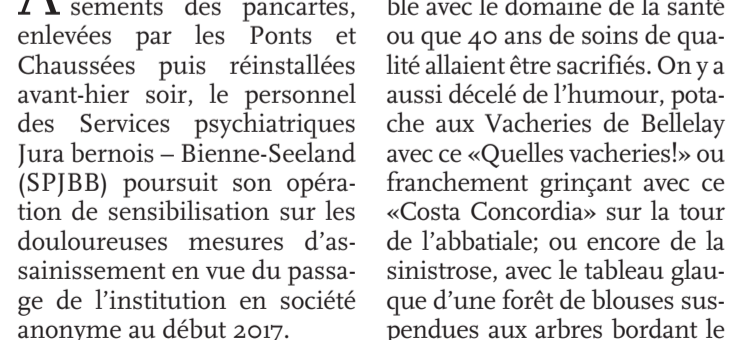 A
sements des pancartes,
enlevées par les Ponts et
Chaussées puis réinstallées
avant-hier soir, le personnel
des Services psychiatriques
Jura bernois – Bienne-Seeland
(SPJBB) poursuit son opéra-
tion de sensibilisation sur les
douloureuses mesures d'as-
sainissement en vue du passa-
ge de l'institution en société
anonyme au début 2017.
ble avec le domaine de la santé
ou que 40 ans de soins de qua-
lité allaient être sacrifiés. On y a
aussi décelé de l'humour, pota-
che aux Vacheries de Bellelay
avec ce «Quelles vacheries!» ou
franchement grinçant avec ce
«Costa Concordia» sur la tour
de l'abbatiale; ou encore de la
sinistrose, avec le tableau glau-
que d'une forêt de blouses sus-
pendues aux arbres bordant le